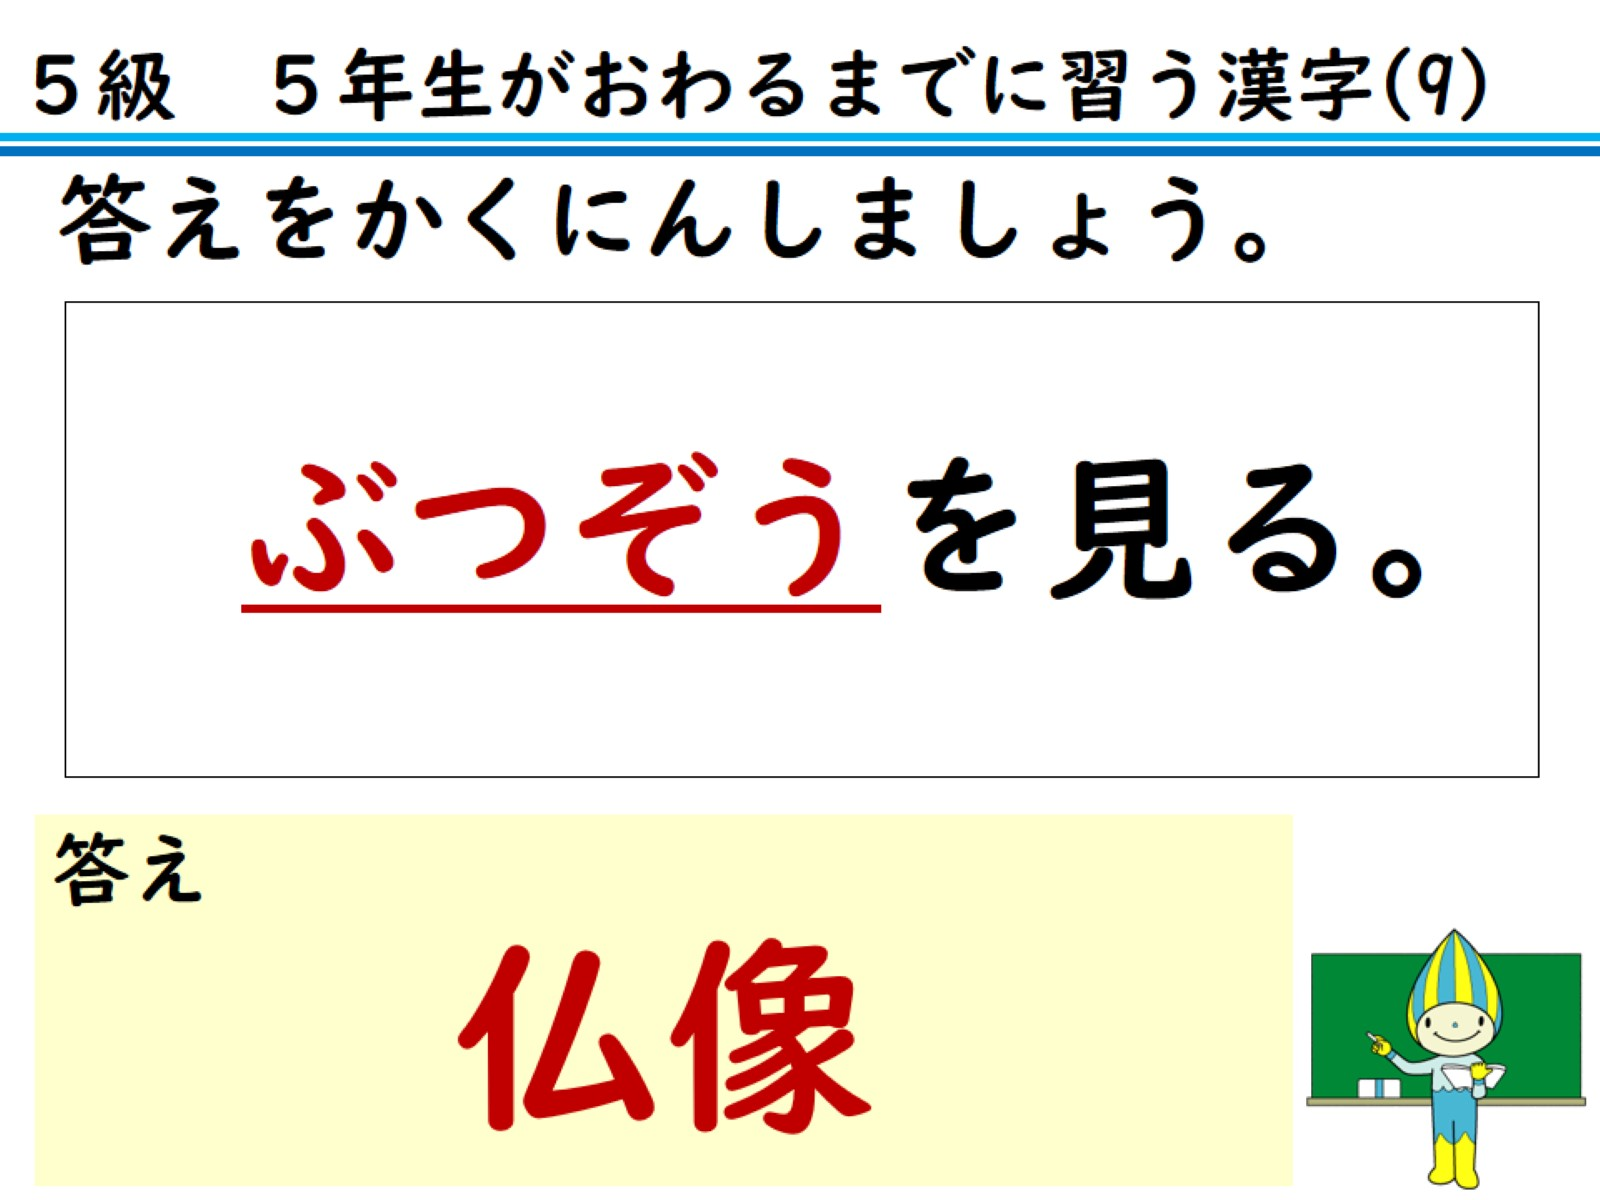 ５級　５年生がおわるまでに習う漢字(9)
答えをかくにんしましょう。
ぶつぞうを見る。
答え
仏像